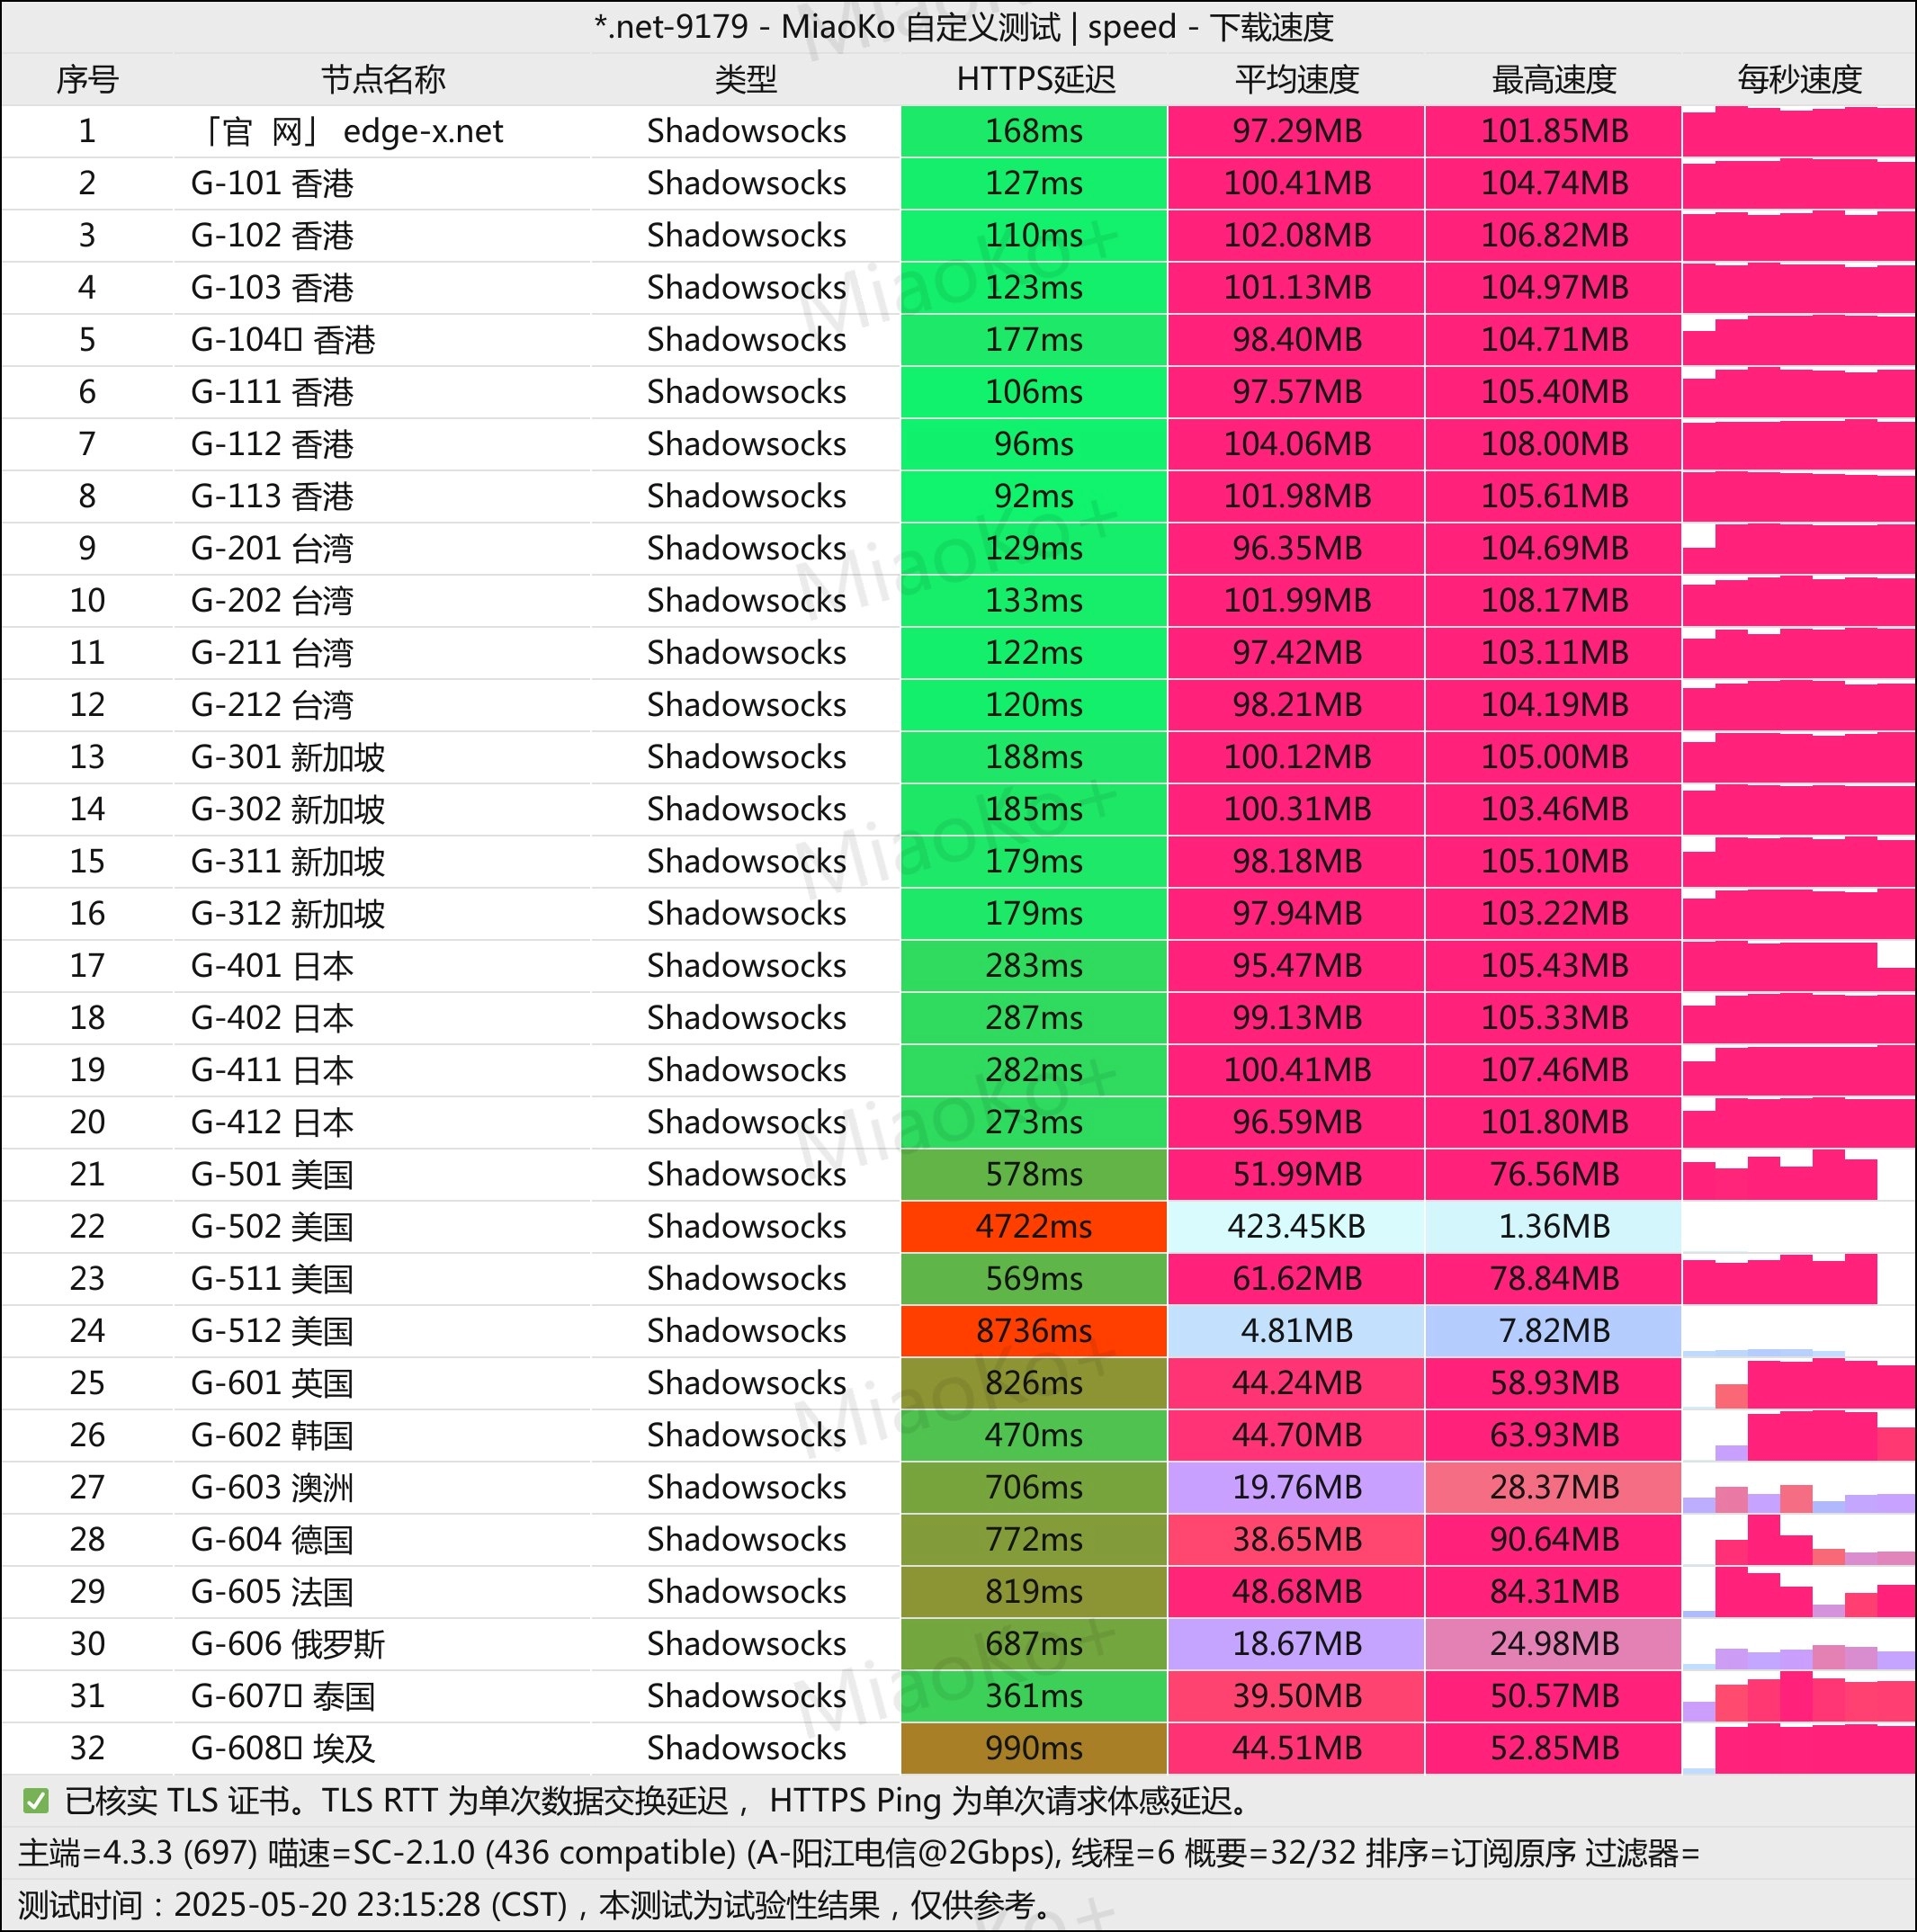 *.net-9179 - MiaoKo 自定义测试 | speed - 下载速度
序号 节点名称 类型 HTTPS延迟 平均速度 最高速度 每秒速度
1 「官 网」 edge-x.net Shadowsocks 168ms 97.29MB 101.85MB
2 G-101 香港 Shadowsocks 127ms 100.41MB 104.74MB
3 G-102 香港 Shadowsocks 110ms 102.08MB 106.82MB
4 G-103 香港 Shadowsocks 123ms 101.13MB 104.97MB
5 G-104 香港 Shadowsocks 177ms 98.40MB 104.71MB
6 G-111 香港 Shadowsocks 106ms 97.57MB 105.40MB
7 G-112 香港 Shadowsocks 96ms 104.06MB 108.00MB
8 G-113 香港 Shadowsocks 92ms 101.98MB 105.61MB
9 G-201 台湾 Shadowsocks 129ms 96.35MB 104.69MB
10 G-202 台湾 Shadowsocks 133ms 101.99MB 108.17MB
11 G-211 台湾 Shadowsocks 122ms 97.42MB 103.11MB
12 G-212 台湾 Shadowsocks 120ms 98.21MB 104.19MB
13 G-301 新加坡 Shadowsocks 188ms 100.12MB 105.00MB
14 G-302 新加坡 Shadowsocks 185ms 100.31MB 103.46MB
15 G-311 新加坡 Shadowsocks 179ms 98.18MB 105.10MB
16 G-312 新加坡 Shadowsocks 179ms 97.94MB 103.22MB
17 G-401 日本 Shadowsocks 283ms 95.47MB 105.43MB
18 G-402 日本 Shadowsocks 287ms 99.13MB 105.33MB
19 G-411 日本 Shadowsocks 282ms 100.41MB 107.46MB
20 G-412 日本 Shadowsocks 273ms 96.59MB 101.80MB
21 G-501 美国 Shadowsocks 578ms 51.99MB 76.56MB
22 G-502 美国 Shadowsocks 4722ms 423.45KB 1.36MB
23 G-511 美国 Shadowsocks 569ms 61.62MB 78.84MB
24 G-512 美国 Shadowsocks 8736ms 4.81MB 7.82MB
25 G-601 英国 Shadowsocks 826ms 44.24MB 58.93MB
26 G-602 韩国 Shadowsocks 470ms 44.70MB 63.93MB
27 G-603 澳洲 Shadowsocks 706ms 19.76MB 28.37MB
28 G-604 德国 Shadowsocks 772ms 38.65MB 90.64MB
29 G-605 法国 Shadowsocks 819ms 48.68MB 84.31MB
30 G-606 俄罗斯 Shadowsocks 687ms 18.67MB 24.98MB
31 G-607 泰国 Shadowsocks 361ms 39.50MB 50.57MB
32 G-608 埃及 Shadowsocks 990ms 44.51MB 52.85MB
✅ 已核实 TLS 证书。TLS RTT 为单次数据交换延迟， HTTPS Ping 为单次请求体感延迟。
主端=4.3.3 (697) 喵速=SC-2.1.0 (436 compatible) (A-阳江电信@2Gbps), 线程=6 概要=32/32 排序=订阅原序 过滤器=
测试时间：2025-05-20 23:15:28 (CST)，本测试为试验性结果，仅供参考。
MiaoKo+